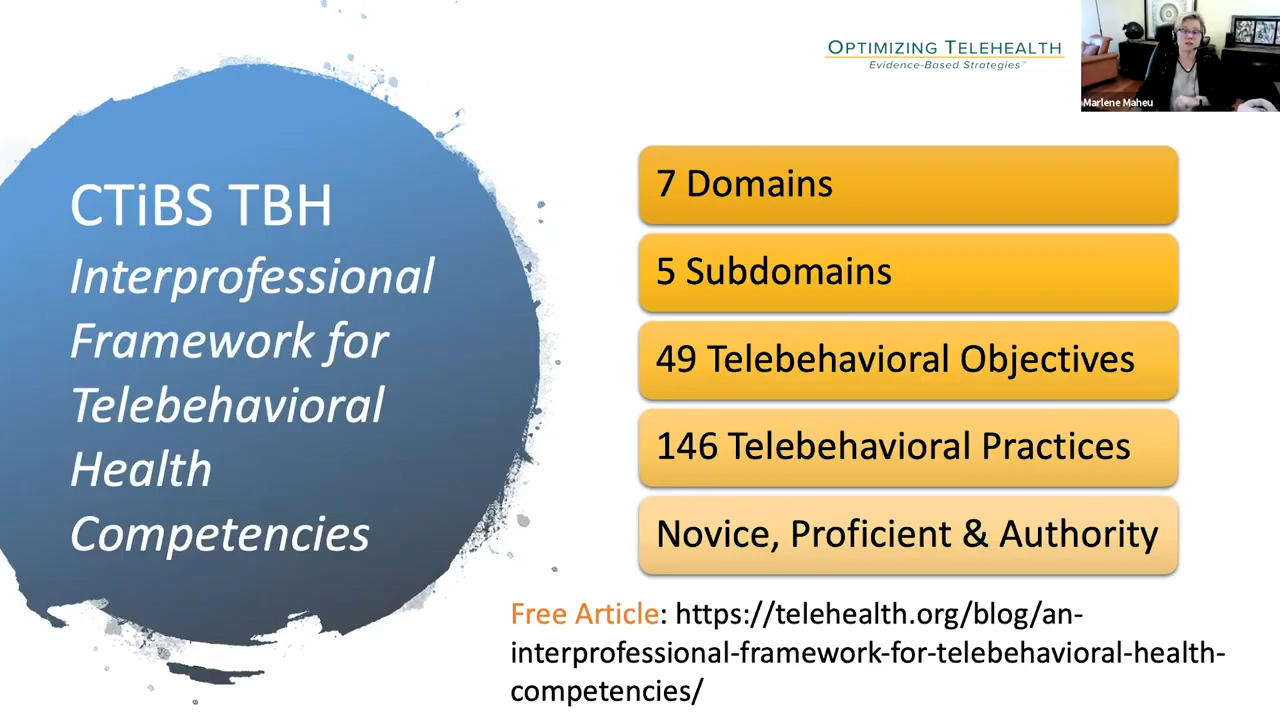 OPTIMIZING TELEHEALTH
Evidence-Based Strategies™
Marlene Maheu
CTiBS TBH
Interprofessional
Framework for
Telebehavioral
Health
Competencies
7 Domains
5 Subdomains
49 Telebehavioral Objectives
146 Telebehavioral Practices
Novice, Proficient & Authority
Free Article: https://telehealth.org/blog/an-
interprofessional-framework-for-telebehavioral-health-
competencies/